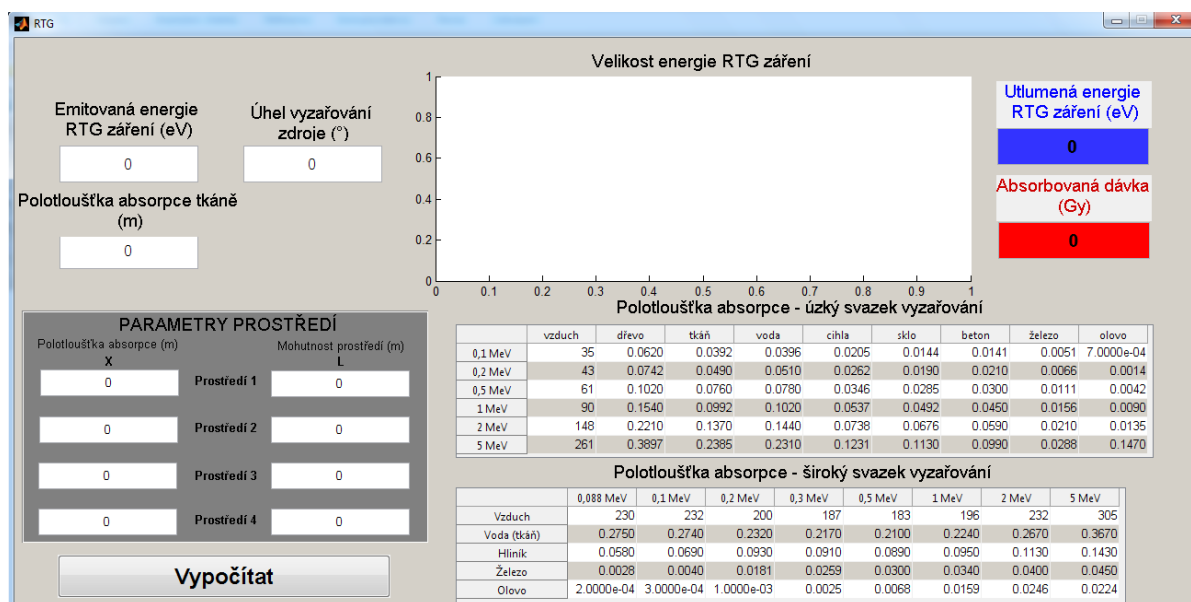 RTG
Velikost energie RTG záření
Emitovaná energie
RTG záření (eV)
0
Úhel vyzařování
zdroje (°)
0
Polotloušťka absorpce tkáně
(m)
0
1
0.8
0.6
0.4
0.2
0
0 0.1 0.2 0.3 0.4 0.5 0.6 0.7 0.8 0.9 1
Utlumená energie
RTG záření (eV)
0
Absorbovaná dávka
(Gy)
0
PARAMETRY PROSTŘEDÍ
Polotloušťka absorpce (m) Mohutnost prostředí (m)
X L
0 Prostředí 1 0
0 Prostředí 2 0
0 Prostředí 3 0
0 Prostředí 4 0
Vypočítat
Polotloušťka absorpce - úzký svazek vyzařování
vzduch dřevo tkáň voda cihla sklo beton železo olovo
0,1 MeV 35 0.0620 0.0392 0.0396 0.0205 0.0144 0.0141 0.0051 7.0000e-04
0,2 MeV 43 0.0742 0.0490 0.0510 0.0262 0.0190 0.0210 0.0066 0.0014
0,5 MeV 61 0.1020 0.0760 0.0780 0.0346 0.0285 0.0300 0.0111 0.0042
1 MeV 90 0.1540 0.0992 0.1020 0.0537 0.0492 0.0450 0.0156 0.0090
2 MeV 148 0.2210 0.1370 0.1440 0.0738 0.0676 0.0590 0.0210 0.0135
5 MeV 261 0.3897 0.2385 0.2310 0.1231 0.1130 0.0990 0.0288 0.1470
Polotloušťka absorpce - široký svazek vyzařování
0,088 MeV 0,1 MeV 0,2 MeV 0,3 MeV 0,5 MeV 1 MeV 2 MeV 5 MeV
Vzduch 230 232 200 187 183 196 232 305
Voda (tkáň) 0.2750 0.2740 0.2320 0.2170 0.2100 0.2240 0.2670 0.3670
Hliník 0.0580 0.0690 0.0930 0.0910 0.0890 0.0950 0.1130 0.1430
Železo 0.0028 0.0040 0.0181 0.0259 0.0300 0.0340 0.0400 0.0450
Olovo 2.0000e-04 3.0000e-04 1.0000e-03 0.0025 0.0068 0.0159 0.0246 0.0224